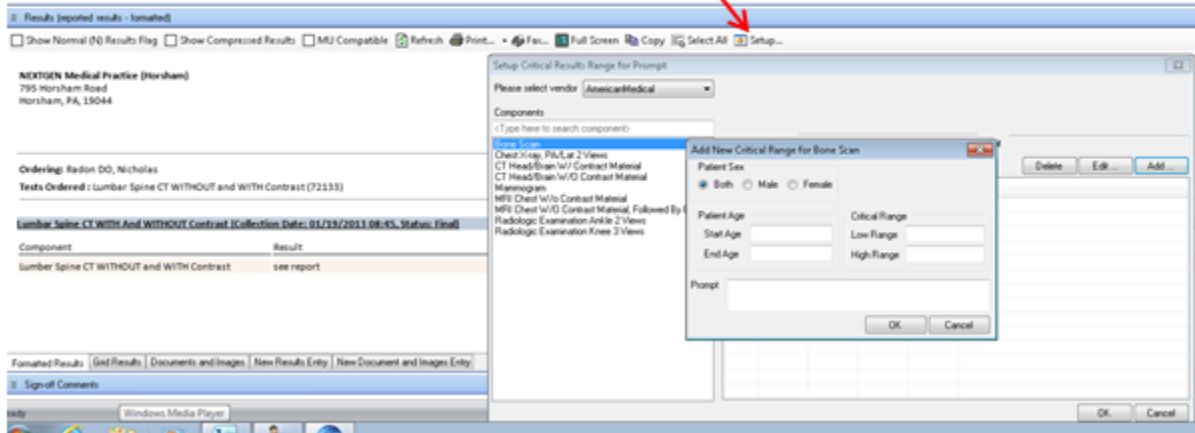 Results (reported results - formatted)
Show Normal (N) Results Flag Show Compressed Results MU Compatible Refresh Print... Fax... Full Screen Copy Select All Setup...
NEXTGEN Medical Practice (Horsham)
795 Horsham Road
Horsham, PA, 19044
Ordering: Radon DO, Nicholas
Tests Ordered : Lumbar Spine CT WITHOUT and WITH Contrast (72133)
Lumbar Spine CT WITH And WITHOUT Contrast (Collection Date: 01/19/2013 08:45, Status: Final)
Component Result
Lumber Spine CT WITHOUT and WITH Contrast see report
Formatted Results Grid Results Documents and Images New Results Entry New Document and Images Entry
Sign-off Comments
Windows Media Player
Setup Critical Results Range for Prompt
Please select vendor AmericanMedical
Components
<Type here to search component>
Bone Scan
Chest X-ray, PA/Lat 2 Views
CT Head/Brain W/ Contrast Material
CT Head/Brain W/O Contrast Material
Mammogram
MRI Chest W/o Contrast Material
MRI Chest W/O Contrast Material, Followed By
Radiologic Examination Ankle 2 Views
Radiologic Examination Knee 3 Views
Delete Edit... Add...
Add New Critical Range for Bone Scan
Patient Sex
Both Male Female
Patient Age Critical Range
Start Age Low Range
End Age High Range
Prompt
OK Cancel
OK Cancel